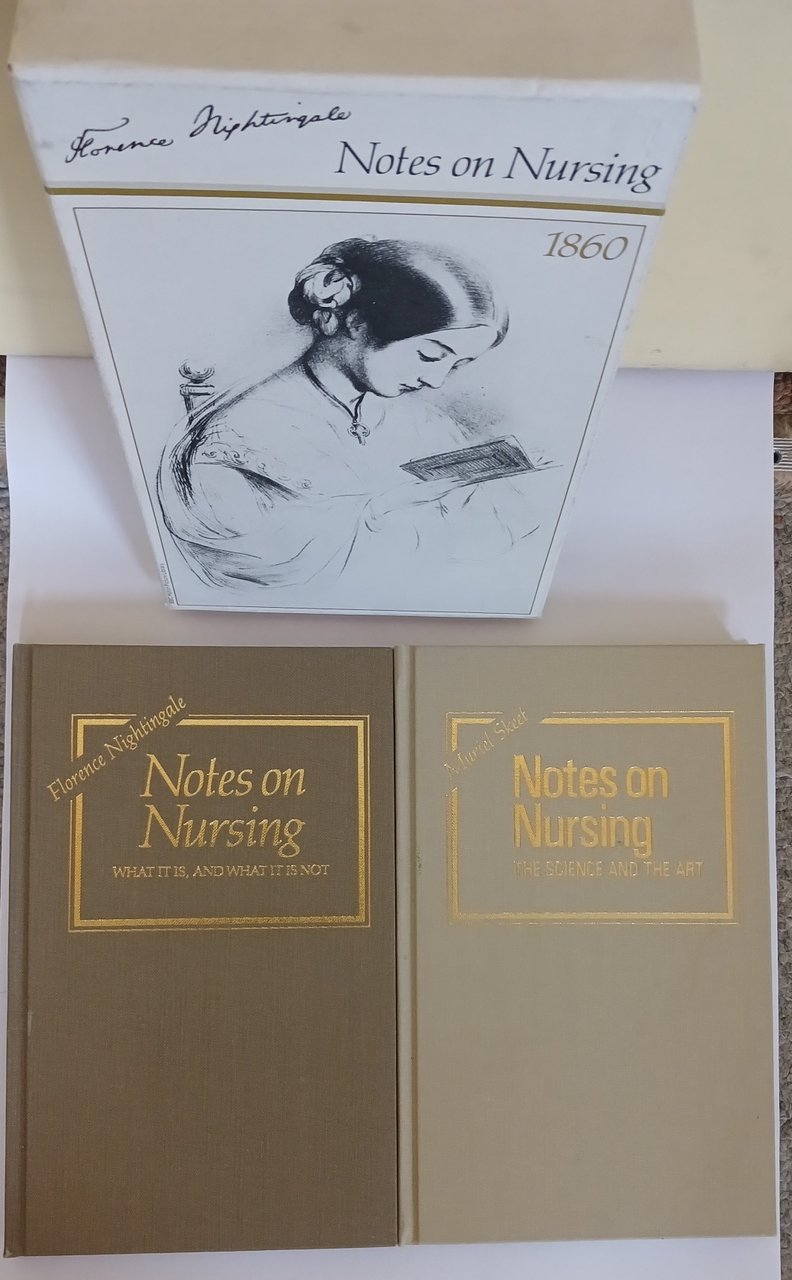 Florence Nightingale
Notes on Nursing
1860
Florence Nightingale
Notes on
Nursing
WHAT IT IS, AND WHAT IT IS NOT
Muriel Skeet
Notes on
Nursing
THE SCIENCE AND THE ART